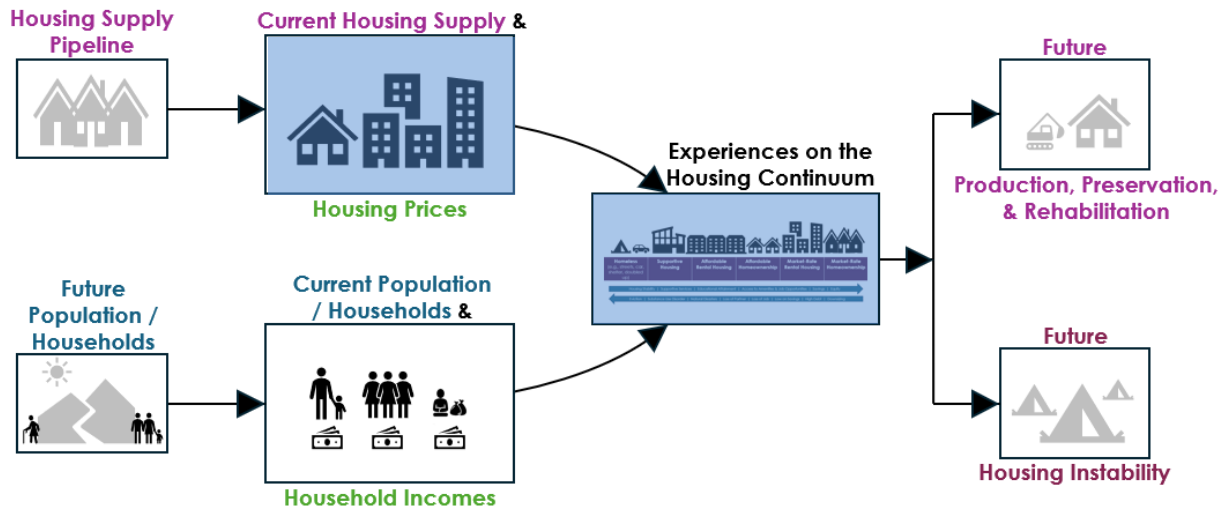 Housing Supply
Pipeline
Current Housing Supply &
Housing Prices
Future
Population /
Households
Current Population
/ Households &
Household Incomes
Experiences on the
Housing Continuum
Homeless
Supportive
Housing
Affordable
Rental Housing
Affordable
Homeownership
Market-Rate
Rental Housing
Market-Rate
Homeownership
Future
Production, Preservation,
& Rehabilitation
Future
Housing Instability